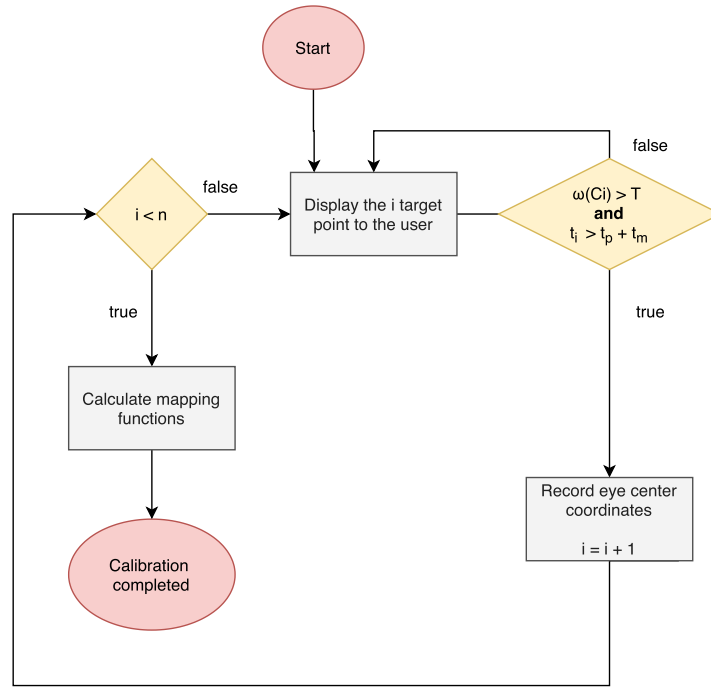 Start
false
false
i < n
Display the i target
point to the user
ω(Ci) > T
and
tᵢ > tₚ + tₘ
true
true
Calculate mapping
functions
Record eye center
coordinates
i = i + 1
Calibration
completed